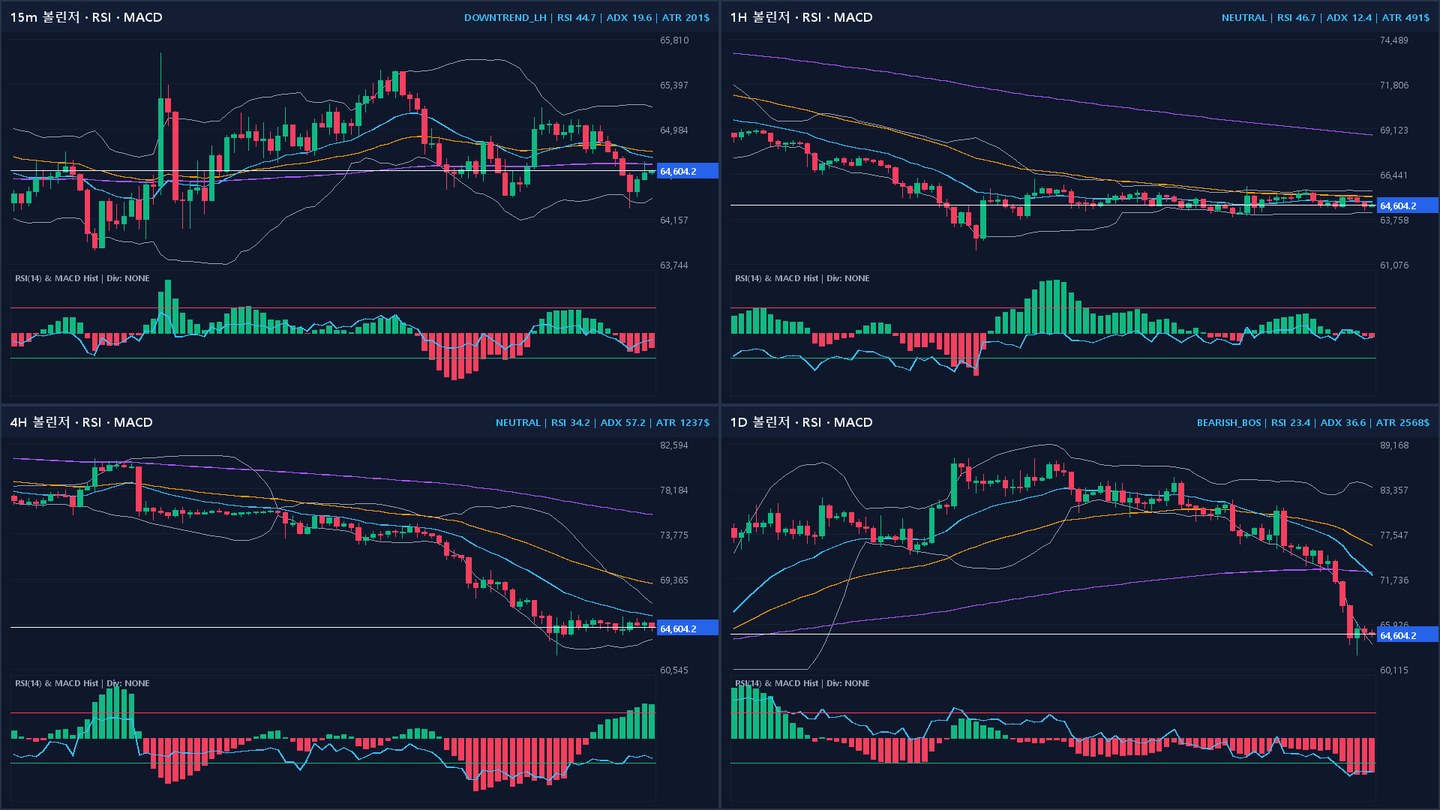 15m 볼린저 · RSI · MACD
DOWNTREND_LH | RSI 44.7 | ADX 19.6 | ATR 201$
65,810
65,397
64,984
64,604.2
64,157
63,744
RSI(14) & MACD Hist | Div: NONE
1H 볼린저 · RSI · MACD
NEUTRAL | RSI 46.7 | ADX 12.4 | ATR 491$
74,489
71,806
69,123
66,441
64,604.2
63,758
61,076
RSI(14) & MACD Hist | Div: NONE
4H 볼린저 · RSI · MACD
NEUTRAL | RSI 34.2 | ADX 57.2 | ATR 1237$
82,594
78,184
73,775
69,365
64,604.2
60,545
RSI(14) & MACD Hist | Div: NONE
1D 볼린저 · RSI · MACD
BEARISH_BOS | RSI 23.4 | ADX 36.6 | ATR 2568$
89,168
83,357
77,547
71,736
65,926
64,604.2
60,115
RSI(14) & MACD Hist | Div: NONE